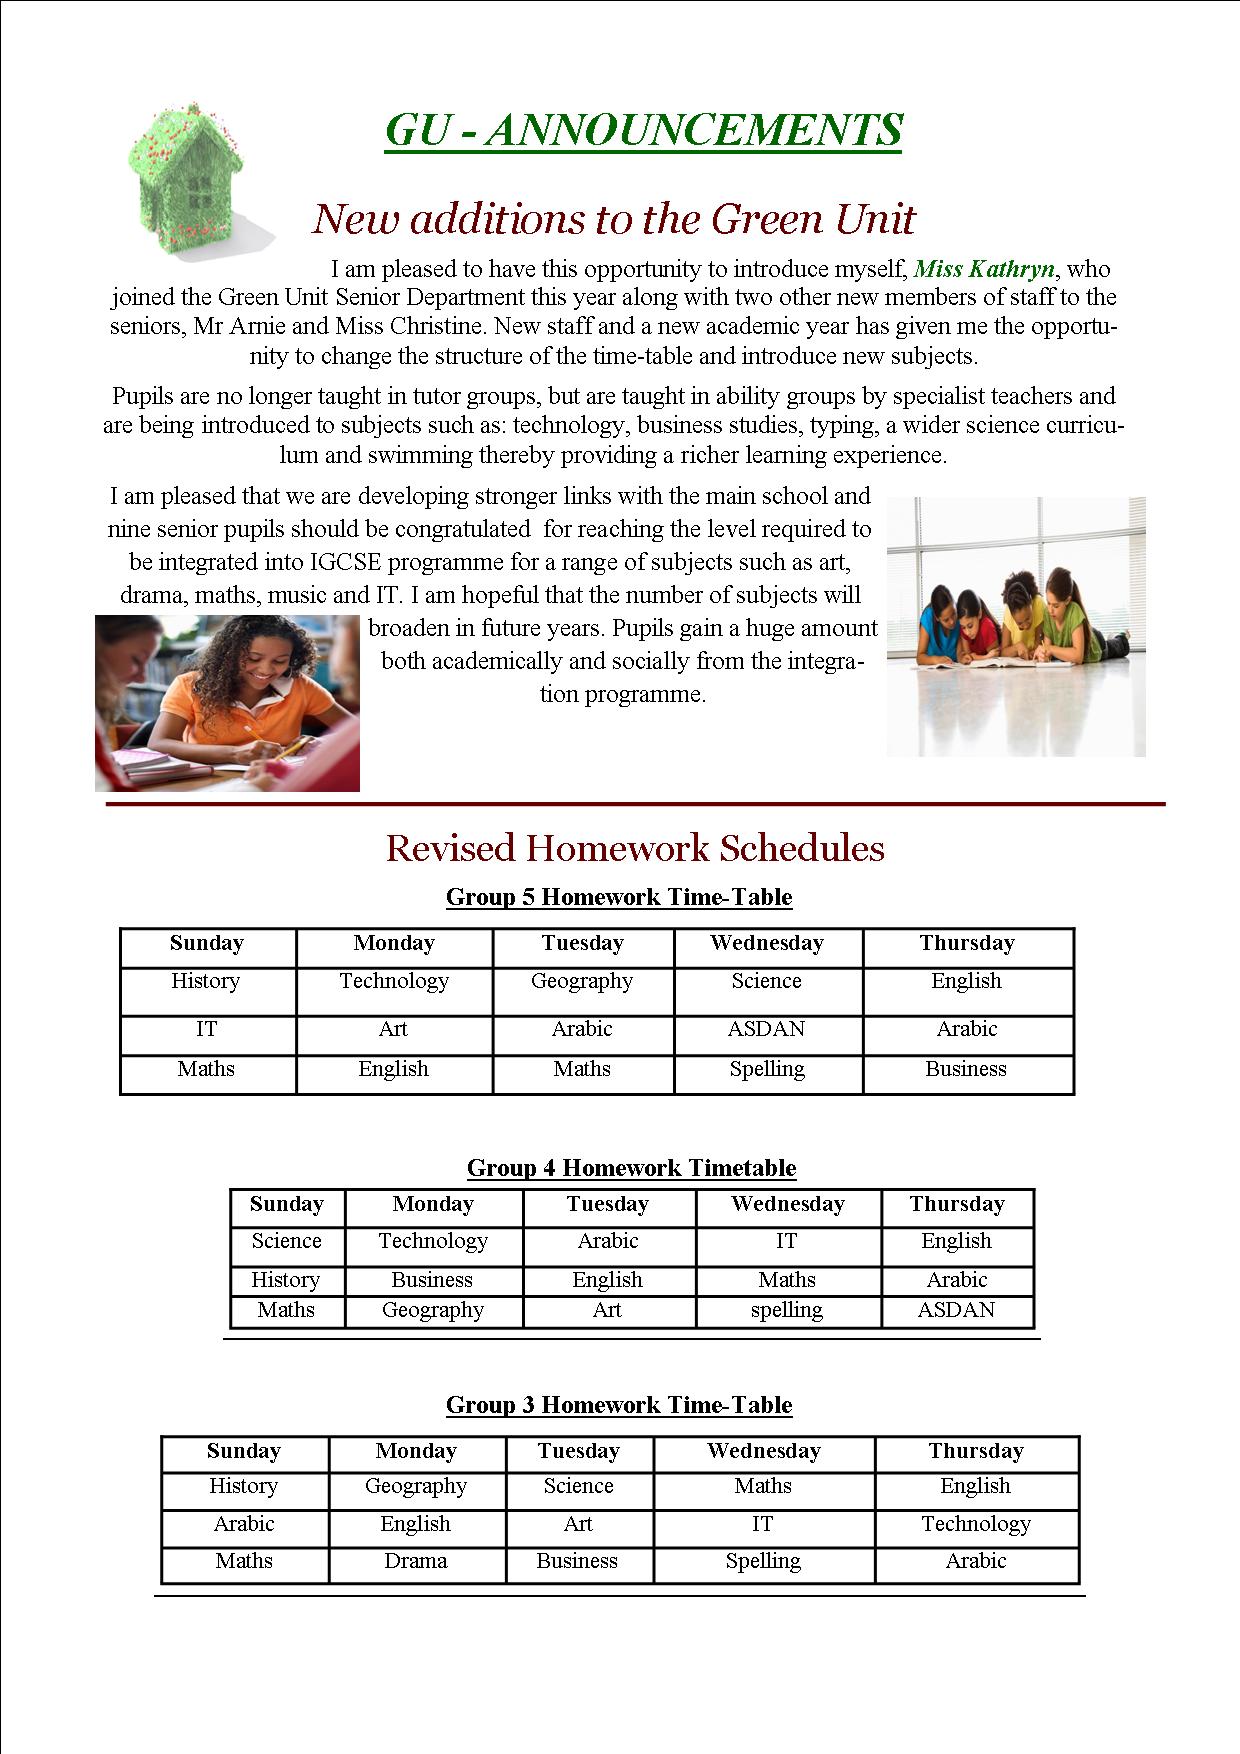 GU - ANNOUNCEMENTS
New additions to the Green Unit
I am pleased to have this opportunity to introduce myself, Miss Kathryn, who
joined the Green Unit Senior Department this year along with two other new members of staff to the
seniors, Mr Arnie and Miss Christine. New staff and a new academic year has given me the opportu-
nity to change the structure of the time-table and introduce new subjects.
Pupils are no longer taught in tutor groups, but are taught in ability groups by specialist teachers and
are being introduced to subjects such as: technology, business studies, typing, a wider science curricu-
lum and swimming thereby providing a richer learning experience.
I am pleased that we are developing stronger links with the main school and
nine senior pupils should be congratulated for reaching the level required to
be integrated into IGCSE programme for a range of subjects such as art,
drama, maths, music and IT. I am hopeful that the number of subjects will
broaden in future years. Pupils gain a huge amount
both academically and socially from the integra-
tion programme.
Revised Homework Schedules
Group 5 Homework Time-Table
Sunday Monday Tuesday Wednesday Thursday
History Technology Geography Science English
IT Art Arabic ASDAN Arabic
Maths English Maths Spelling Business
Group 4 Homework Timetable
Sunday Monday Tuesday Wednesday Thursday
Science Technology Arabic IT English
History Business English Maths Arabic
Maths Geography Art spelling ASDAN
Group 3 Homework Time-Table
Sunday Monday Tuesday Wednesday Thursday
History Geography Science Maths English
Arabic English Art IT Technology
Maths Drama Business Spelling Arabic